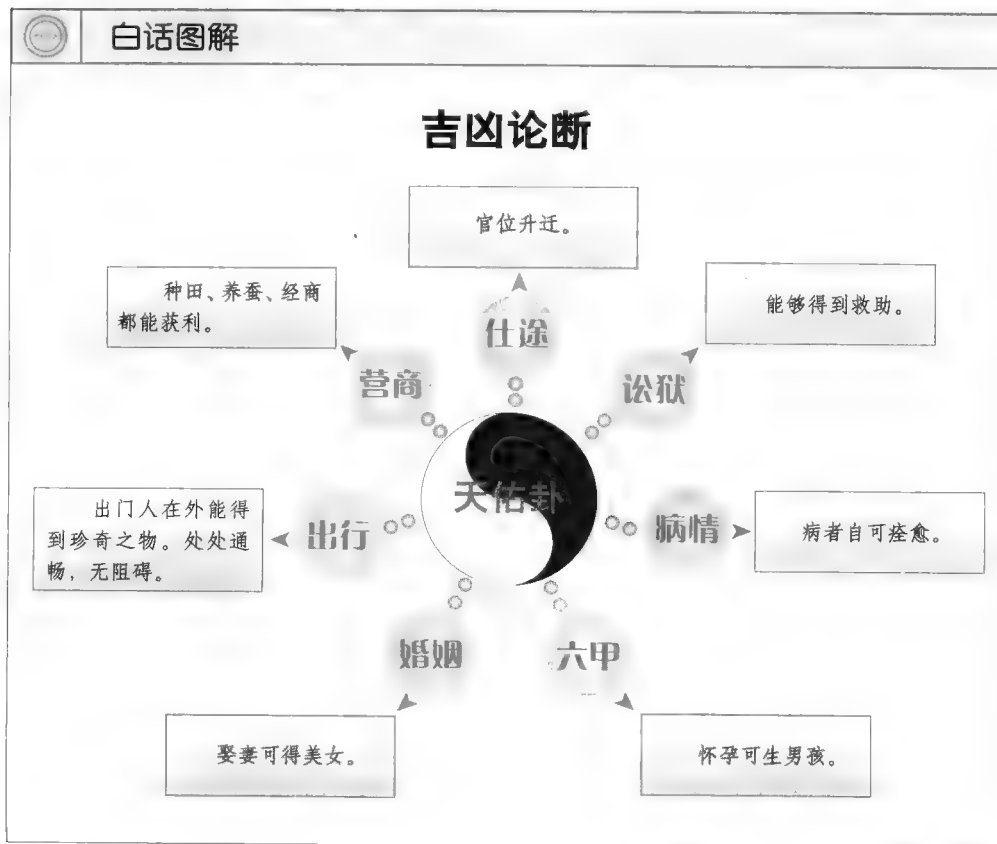 白话图解
吉凶论断
官位升迁。
种田、养蚕、经商
都能获利。
能够得到救助。
仕途
营商
讼狱
天佑卦
出门人在外能得
到珍奇之物。处处通
畅，无阻碍。
出行
病情
病者自可痊愈。
婚姻
六甲
娶妻可得美女。
怀孕可生男孩。